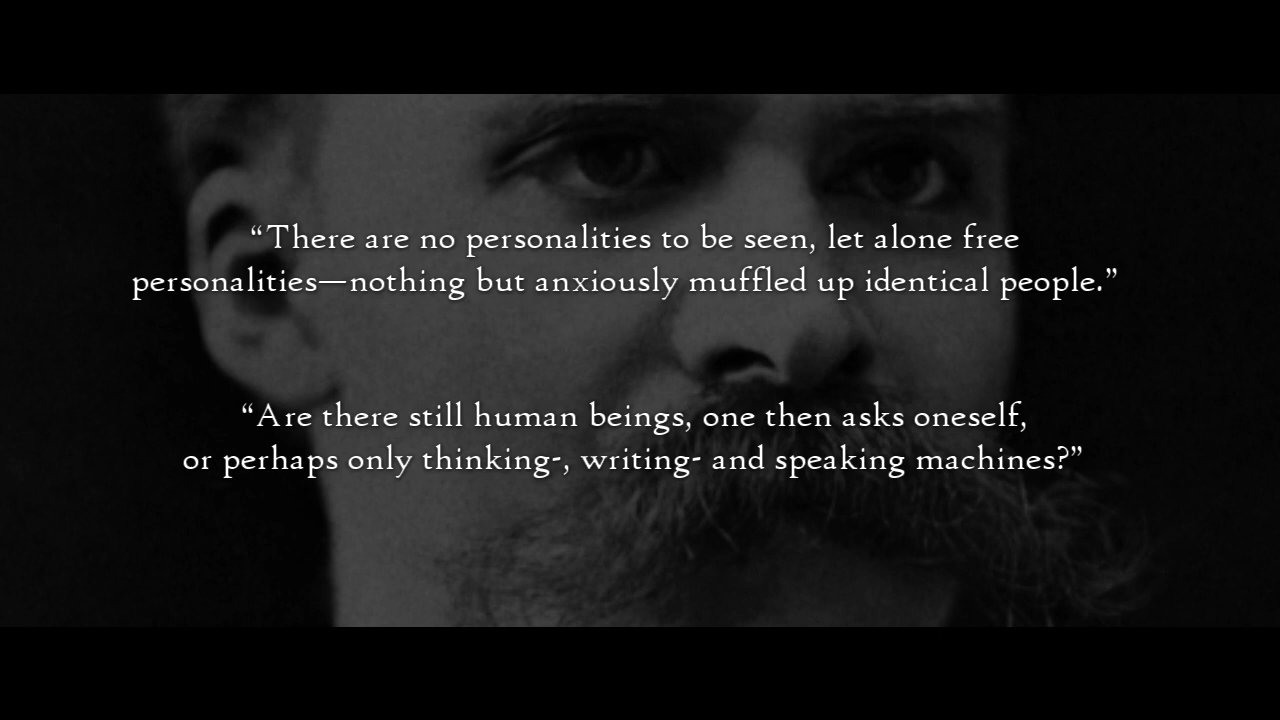 “There are no personalities to be seen, let alone free
personalities—nothing but anxiously muffled up identical people.”
“Are there still human beings, one then asks oneself,
or perhaps only thinking-, writing- and speaking machines?”